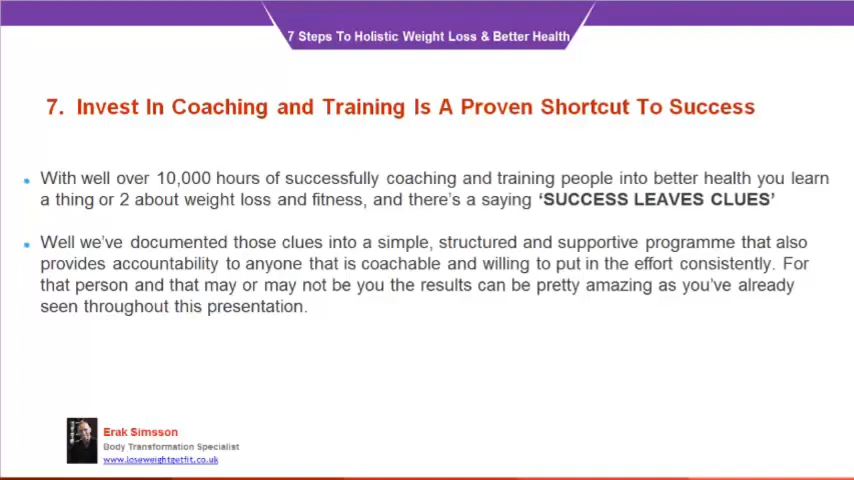 7 Steps To Holistic Weight Loss & Better Health
7. Invest In Coaching and Training Is A Proven Shortcut To Success
With well over 10,000 hours of successfully coaching and training people into better health you learn
a thing or 2 about weight loss and fitness, and there's a saying ‘SUCCESS LEAVES CLUES’
Well we've documented those clues into a simple, structured and supportive programme that also
provides accountability to anyone that is coachable and willing to put in the effort consistently. For
that person and that may or may not be you the results can be pretty amazing as you've already
seen throughout this presentation.
Erak Simsson
Body Transformation Specialist
www.loseweightgetfit.co.uk